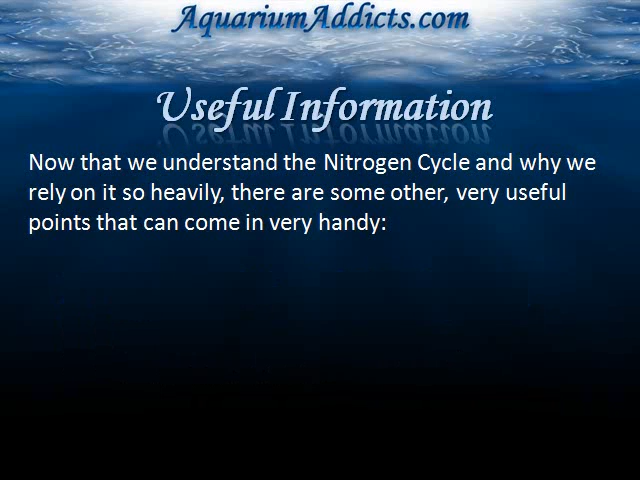 AquariumAddicts.com
Useful Information
Now that we understand the Nitrogen Cycle and why we
rely on it so heavily, there are some other, very useful
points that can come in very handy: